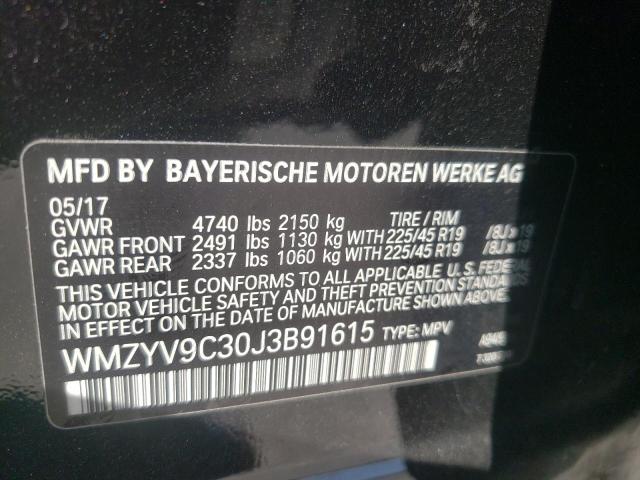 MFD BY BAYERISCHE MOTOREN WERKE AG
05/17
GVWR 4740 lbs 2150 kg TIRE / RIM
GAWR FRONT 2491 lbs 1130 kg WITH 225/45 R19 /8Jx19
GAWR REAR 2337 lbs 1060 kg WITH 225/45 R19 /8Jx19
THIS VEHICLE CONFORMS TO ALL APPLICABLE U.S. FEDERAL
MOTOR VEHICLE SAFETY AND THEFT PREVENTION
IN EFFECT ON THE DATE OF MANUFACTURE SHOWN ABOVE.
WMZYV9C30J3B91615 TYPE: MPV